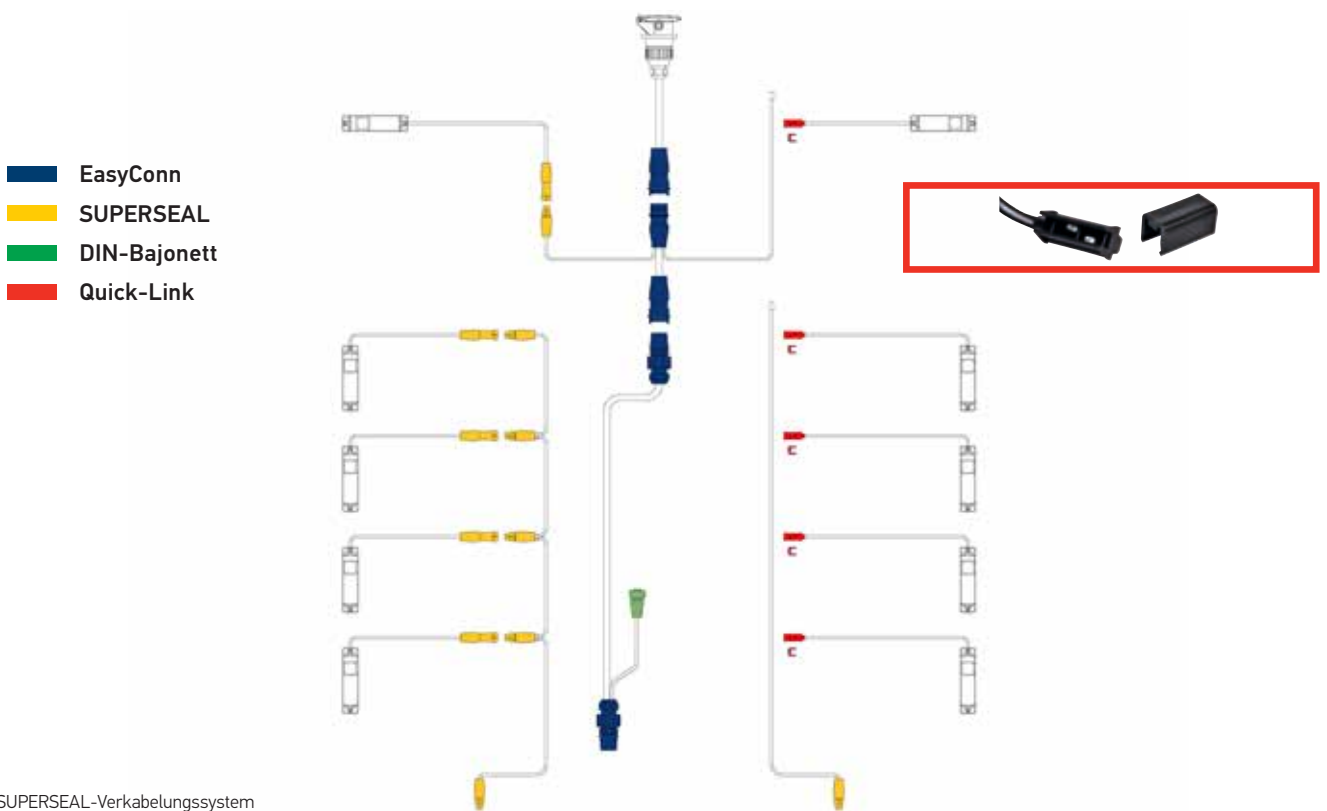 EasyConn
SUPERSEAL
DIN-Bajonett
Quick-Link
SUPERSEAL-Verkabelungssystem